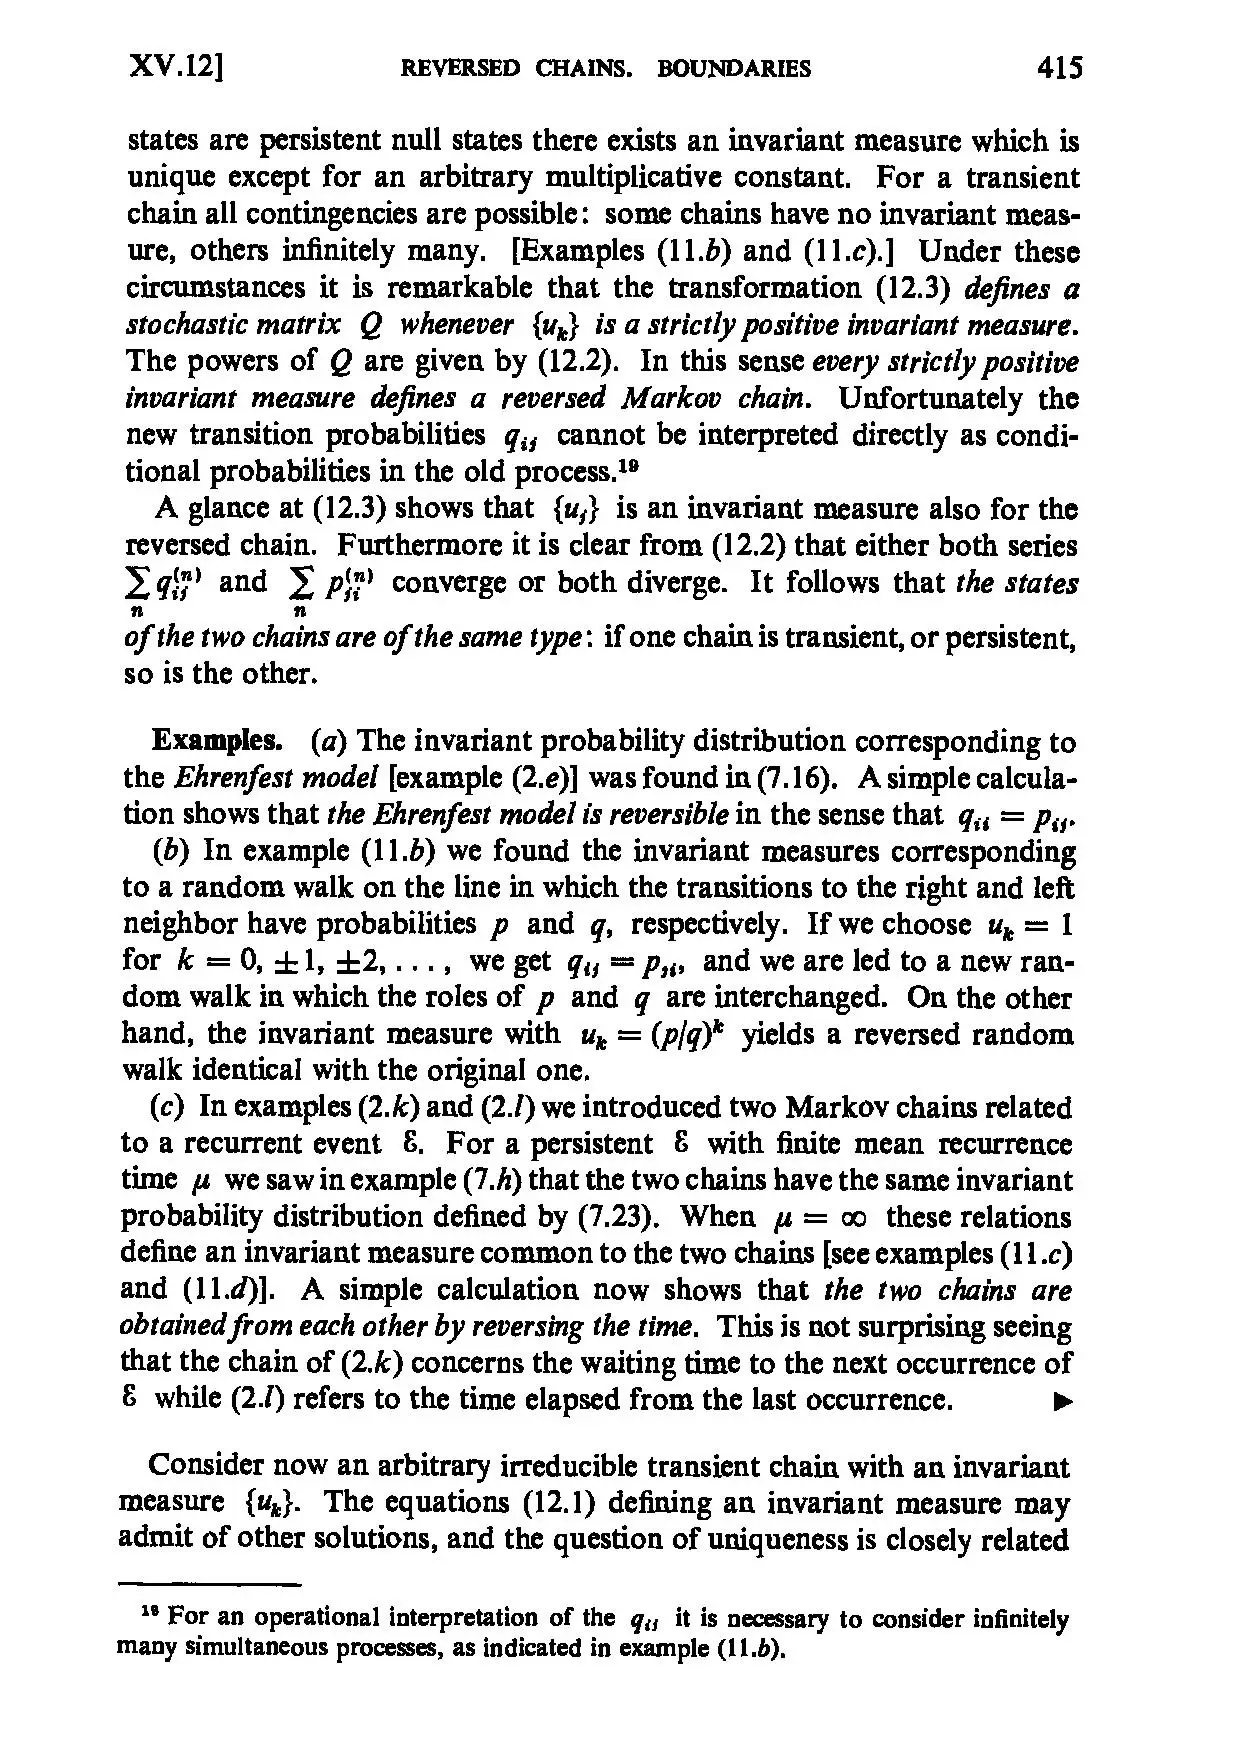 XV.12] REVERSED CHAINS. BOUNDARIES 415
states are persistent null states there exists an invariant measure which is
unique except for an arbitrary multiplicative constant. For a transient
chain all contingencies are possible: some chains have no invariant meas-
ure, others infinitely many. [Examples (11.b) and (11.c).] Under these
circumstances it is remarkable that the transformation (12.3) defines a
stochastic matrix Q whenever {u_k} is a strictly positive invariant measure.
The powers of Q are given by (12.2). In this sense every strictly positive
invariant measure defines a reversed Markov chain. Unfortunately the
new transition probabilities q_{ij} cannot be interpreted directly as condi-
tional probabilities in the old process.¹⁹
A glance at (12.3) shows that {u_j} is an invariant measure also for the
reversed chain. Furthermore it is clear from (12.2) that either both series
∑_n q_{ij}^{(n)} and ∑_n p_{ji}^{(n)} converge or both diverge. It follows that the states
of the two chains are of the same type: if one chain is transient, or persistent,
so is the other.
Examples. (a) The invariant probability distribution corresponding to
the Ehrenfest model [example (2.e)] was found in (7.16). A simple calcula-
tion shows that the Ehrenfest model is reversible in the sense that q_{ij} = p_{ij}.
(b) In example (11.b) we found the invariant measures corresponding
to a random walk on the line in which the transitions to the right and left
neighbor have probabilities p and q, respectively. If we choose u_k = 1
for k = 0, ±1, ±2, . . . , we get q_{ij} = p_{ji}, and we are led to a new ran-
dom walk in which the roles of p and q are interchanged. On the other
hand, the invariant measure with u_k = (p/q)^k yields a reversed random
walk identical with the original one.
(c) In examples (2.k) and (2.l) we introduced two Markov chains related
to a recurrent event ℰ. For a persistent ℰ with finite mean recurrence
time μ we saw in example (7.h) that the two chains have the same invariant
probability distribution defined by (7.23). When μ = ∞ these relations
define an invariant measure common to the two chains [see examples (11.c)
and (11.d)]. A simple calculation now shows that the two chains are
obtained from each other by reversing the time. This is not surprising seeing
that the chain of (2.k) concerns the waiting time to the next occurrence of
ℰ while (2.l) refers to the time elapsed from the last occurrence. ►
Consider now an arbitrary irreducible transient chain with an invariant
measure {u_k}. The equations (12.1) defining an invariant measure may
admit of other solutions, and the question of uniqueness is closely related
¹⁹ For an operational interpretation of the q_{ij} it is necessary to consider infinitely
many simultaneous processes, as indicated in example (11.b).